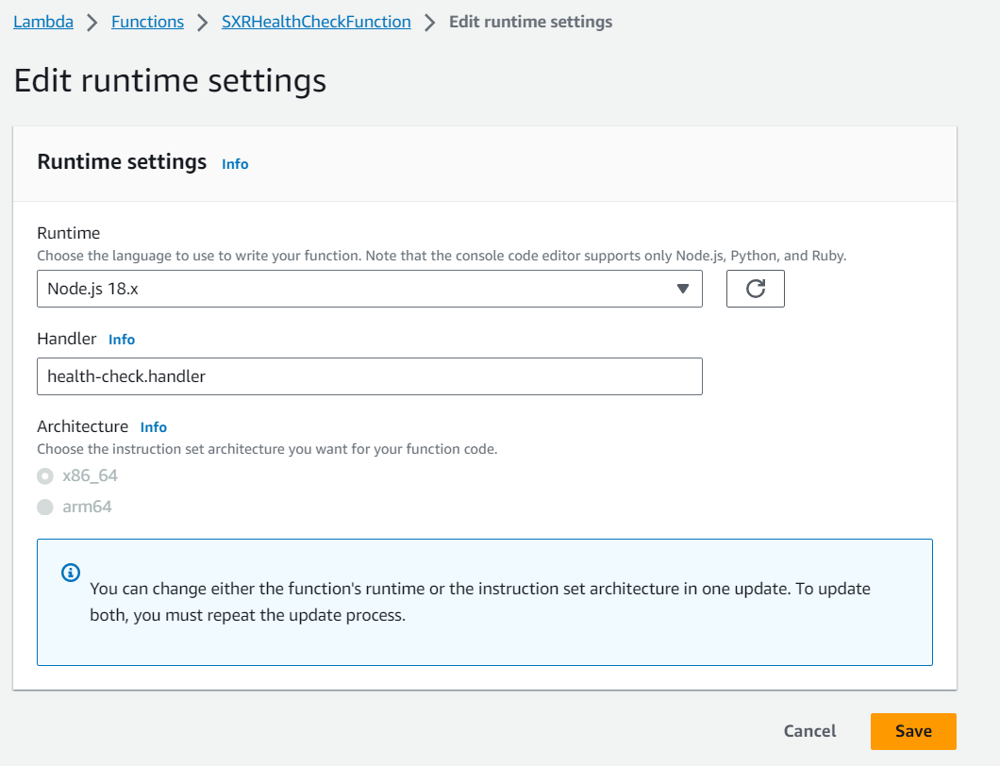 Lambda > Functions > SXRHealthCheckFunction > Edit runtime settings
Edit runtime settings
Runtime settings Info
Runtime
Choose the language to use to write your function. Note that the console code editor supports only Node.js, Python, and Ruby.
Node.js 18.x
Handler Info
health-check.handler
Architecture Info
Choose the instruction set architecture you want for your function code.
x86_64
arm64
You can change either the function's runtime or the instruction set architecture in one update. To update
both, you must repeat the update process.
Cancel Save